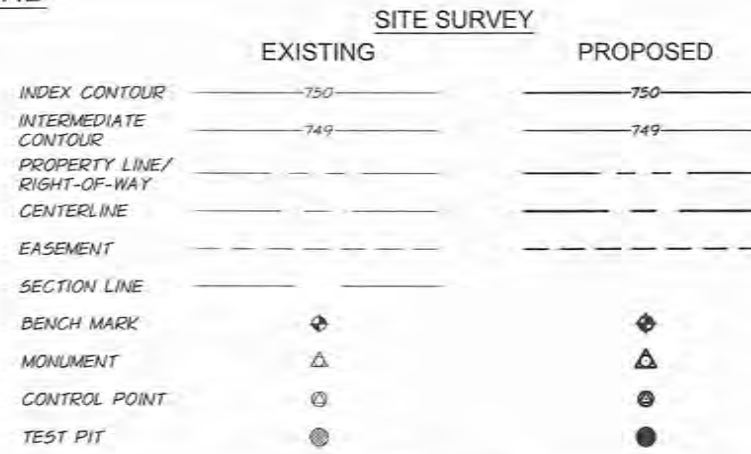 SITE SURVEY
EXISTING PROPOSED
INDEX CONTOUR 750 750
INTERMEDIATE
CONTOUR 749 749
PROPERTY LINE/
RIGHT-OF-WAY
CENTERLINE
EASEMENT
SECTION LINE
BENCH MARK
MONUMENT
CONTROL POINT
TEST PIT